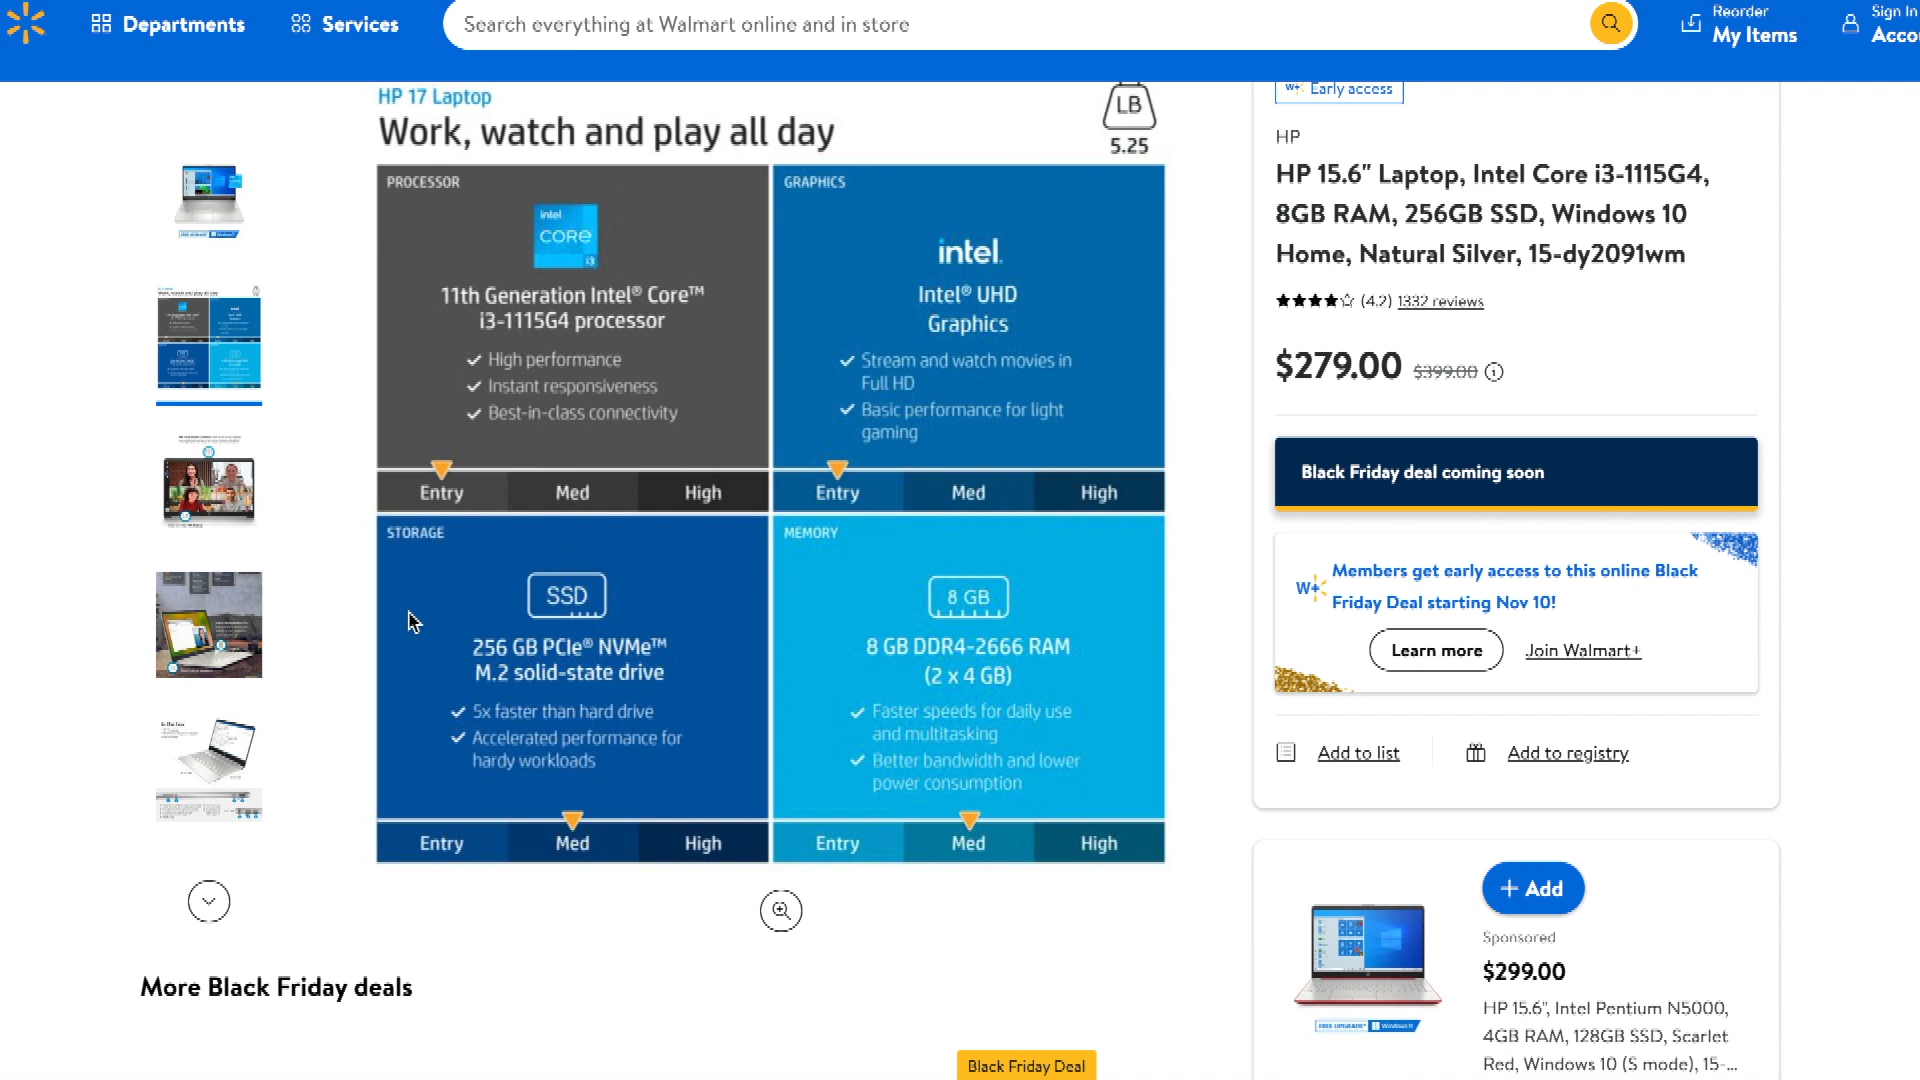 Departments
Services
Search everything at Walmart online and in store
Reorder
My Items
Sign In
Accou
HP 17 Laptop
Work, watch and play all day
LB
5.25
PROCESSOR
intel
CORE
i3
11th Generation Intel® Core™
i3-1115G4 processor
✓ High performance
✓ Instant responsiveness
✓ Best-in-class connectivity
Entry Med High
GRAPHICS
intel.
Intel® UHD
Graphics
✓ Stream and watch movies in
Full HD
✓ Basic performance for light
gaming
Entry Med High
STORAGE
SSD
256 GB PCIe® NVMe™
M.2 solid-state drive
✓ 5x faster than hard drive
✓ Accelerated performance for
hardy workloads
Entry Med High
MEMORY
8 GB
8 GB DDR4-2666 RAM
(2 x 4 GB)
✓ Faster speeds for daily use
and multitasking
✓ Better bandwidth and lower
power consumption
Entry Med High
More Black Friday deals
Black Friday Deal
W+ Early access
HP
HP 15.6" Laptop, Intel Core i3-1115G4,
8GB RAM, 256GB SSD, Windows 10
Home, Natural Silver, 15-dy2091wm
(4.2) 1332 reviews
$279.00 $399.00
Black Friday deal coming soon
W+ Members get early access to this online Black
Friday Deal starting Nov 10!
Learn more Join Walmart+
Add to list Add to registry
+ Add
Sponsored
$299.00
HP 15.6", Intel Pentium N5000,
4GB RAM, 128GB SSD, Scarlet
Red, Windows 10 (S mode), 15-...